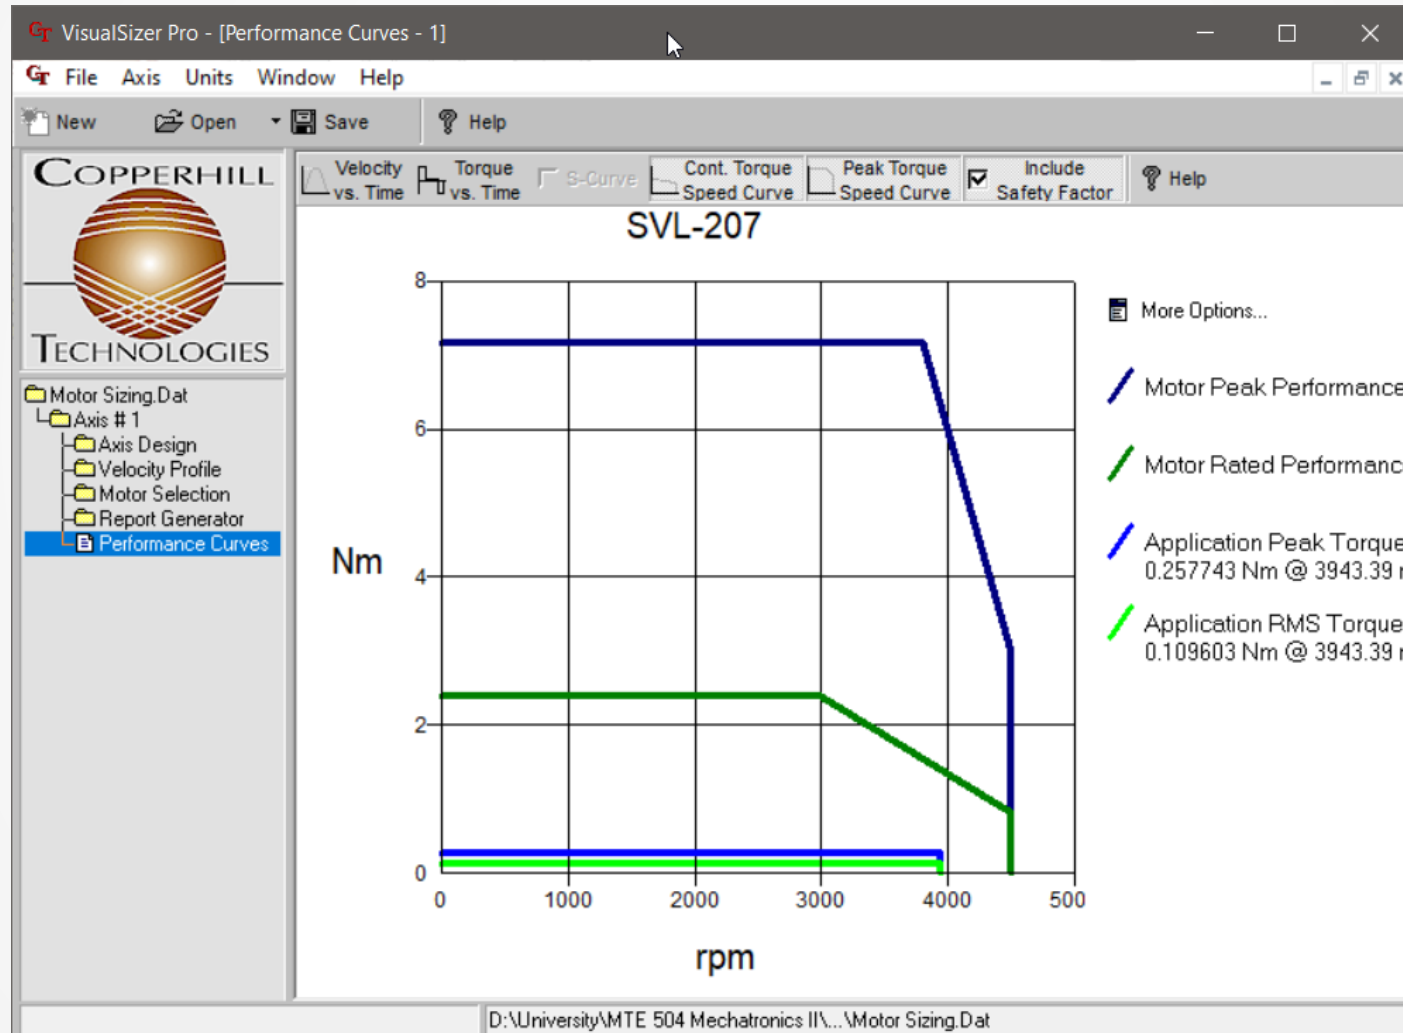 GT VisualSizer Pro - [Performance Curves - 1]
GT File Axis Units Window Help
New Open Save Help
COPPERHILL
TECHNOLOGIES
Velocity
vs. Time
Torque
vs. Time
S-Curve
Cont. Torque
Speed Curve
Peak Torque
Speed Curve
Include
Safety Factor
Help
Motor Sizing.Dat
Axis # 1
Axis Design
Velocity Profile
Motor Selection
Report Generator
Performance Curves
SVL-207
8
6
Nm
4
2
0
0 1000 2000 3000 4000 500
rpm
More Options...
Motor Peak Performance
Motor Rated Performanc
Application Peak Torque
0.257743 Nm @ 3943.39 r
Application RMS Torque
0.109603 Nm @ 3943.39 r
D:\University\MTE 504 Mechatronics II\...\Motor Sizing.Dat